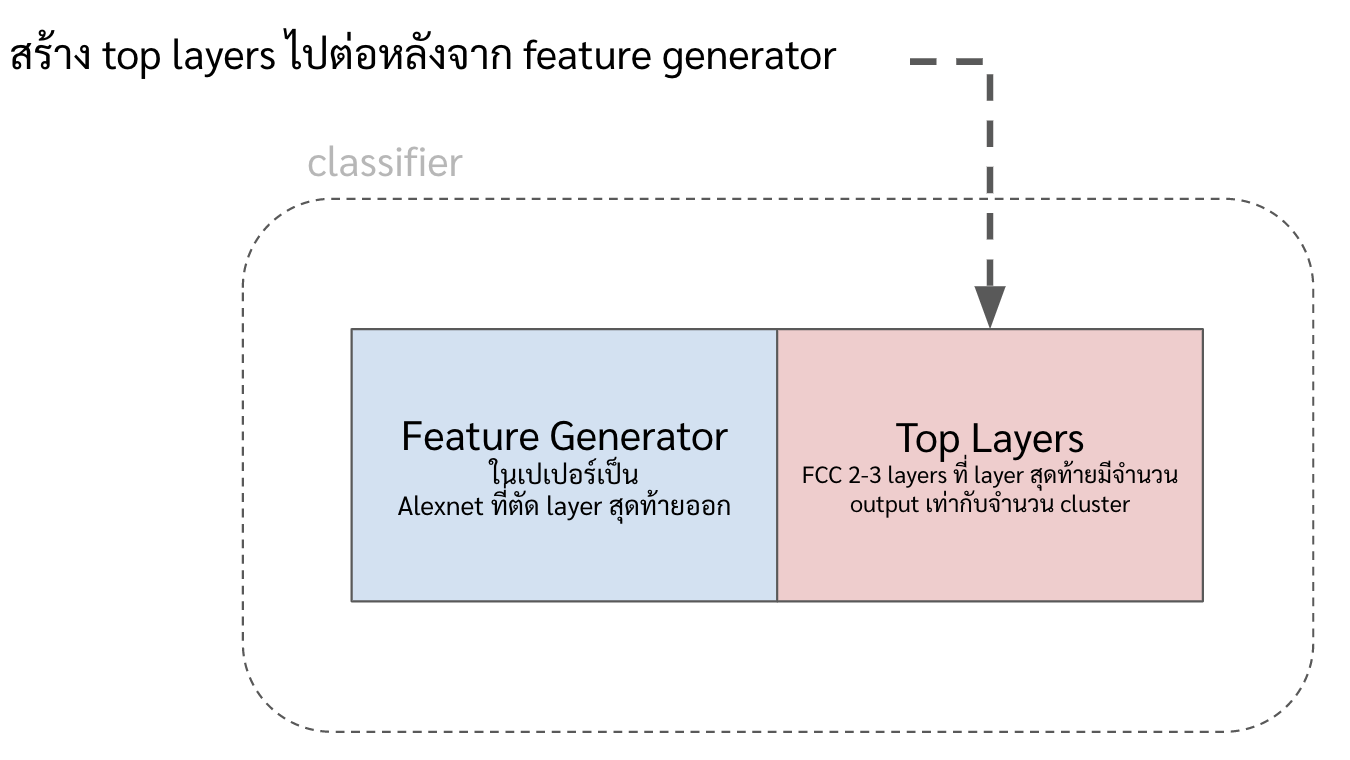 สร้าง top layers ไปต่อหลังจาก feature generator
classifier
Feature Generator
ในเปเปอร์เป็น
Alexnet ที่ตัด layer สุดท้ายออก
Top Layers
FCC 2-3 layers ที่ layer สุดท้ายมีจำนวน
output เท่ากับจำนวน cluster